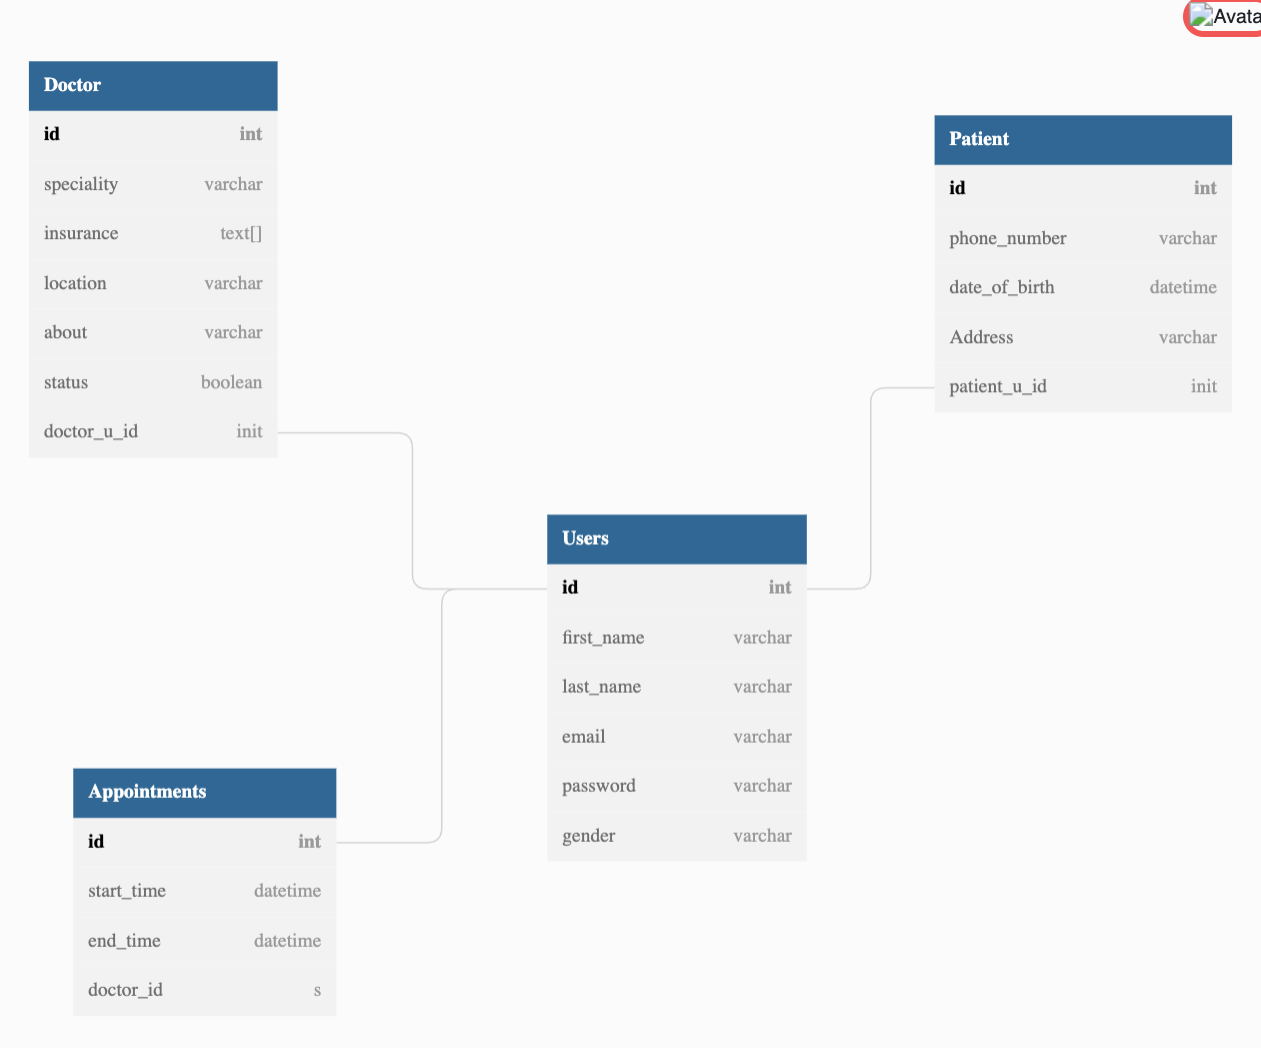 Avata
Doctor
id int
speciality varchar
insurance text[]
location varchar
about varchar
status boolean
doctor_u_id init
Patient
id int
phone_number varchar
date_of_birth datetime
Address varchar
patient_u_id init
Users
id int
first_name varchar
last_name varchar
email varchar
password varchar
gender varchar
Appointments
id int
start_time datetime
end_time datetime
doctor_id s